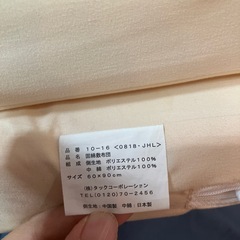 品番 10-16 <0818-JHL>
品名 固綿敷布団
組成 側生地 ポリエステル100%
中綿 ポリエステル100%
サイズ 60×90cm
(株)タックコーポレーション
TEL(0120)70-2466
側生地:中国製 中綿:日本製